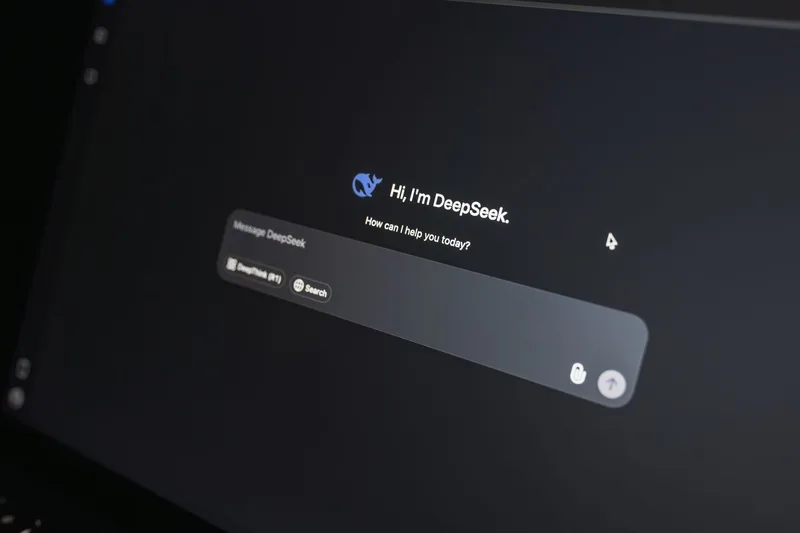 Hi, I'm DeepSeek.
How can I help you today?
Message DeepSeek
DeepThink (R1)
Search